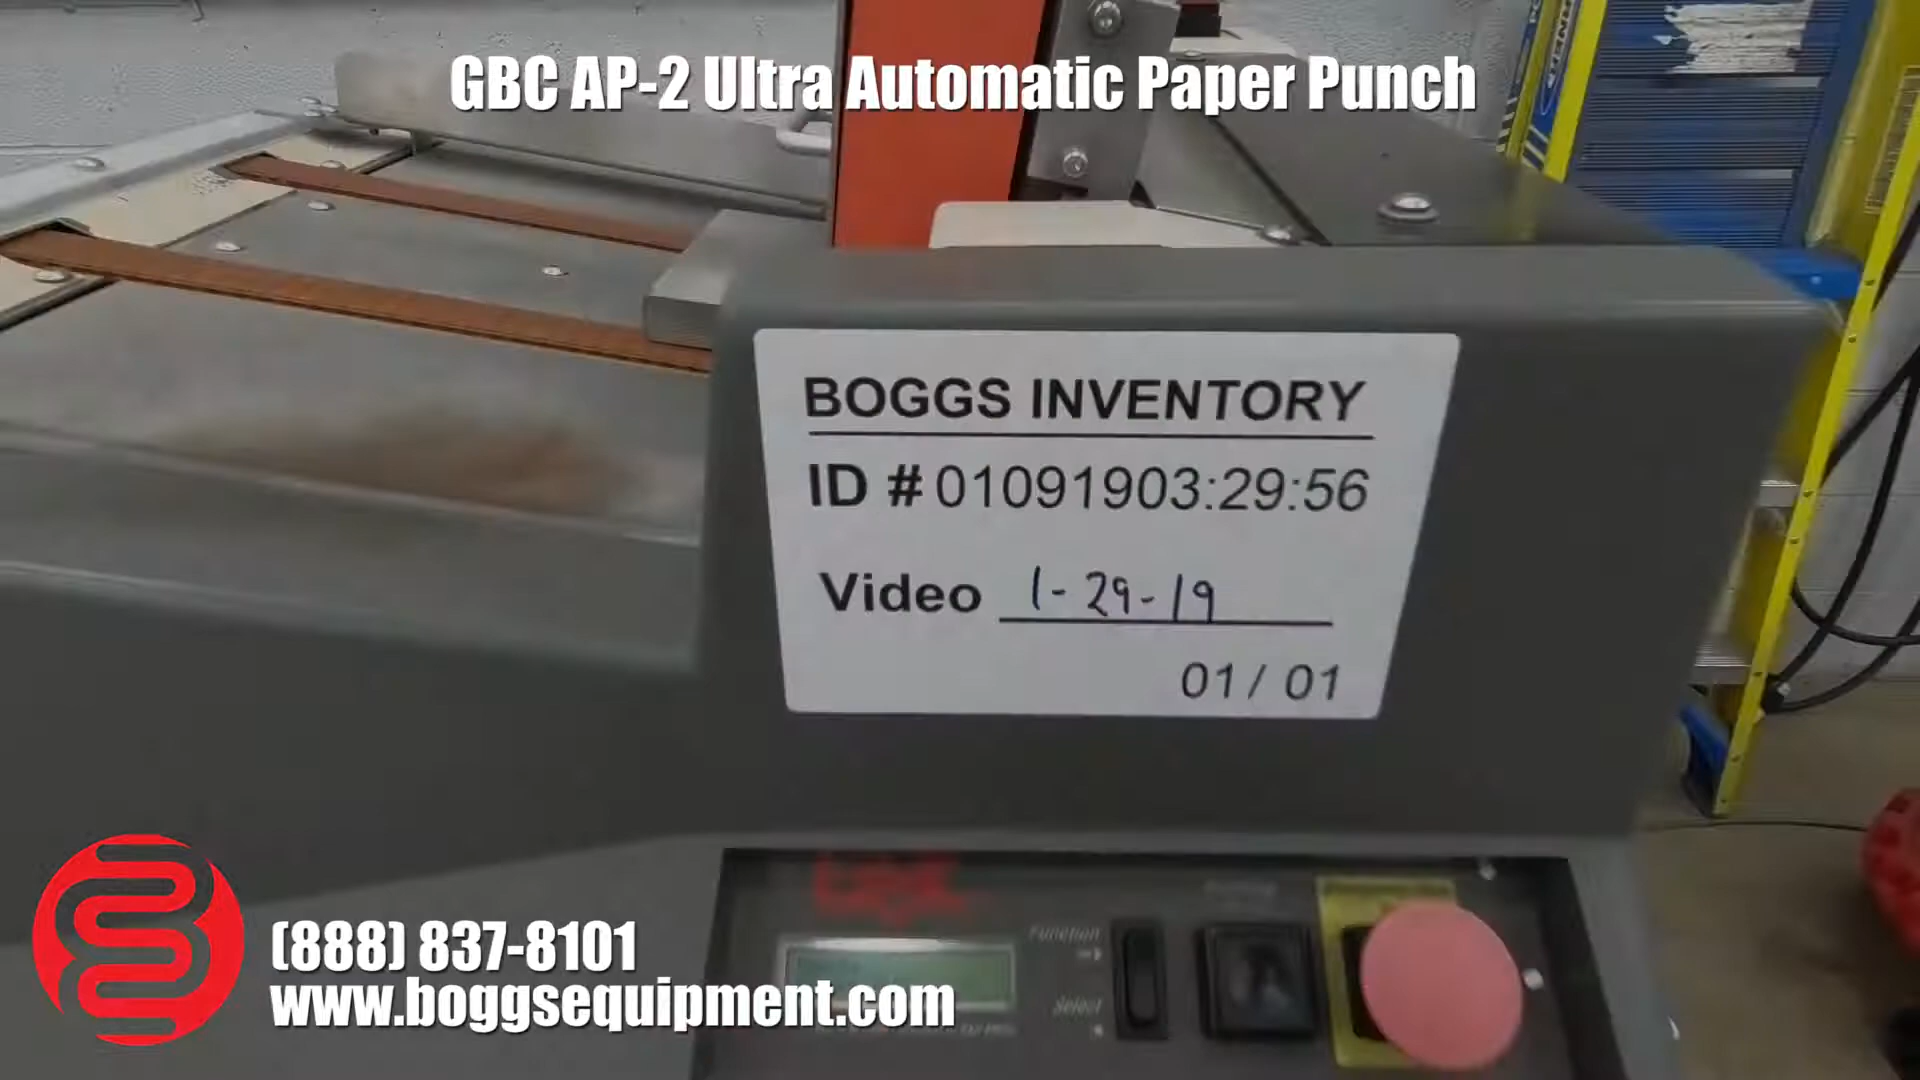 GBC AP-2 Ultra Automatic Paper Punch
BOGGS INVENTORY
ID # 01091903:29:56
Video 1-29-19
01/ 01
Function
Select
(888) 837-8101
www.boggsequipment.com